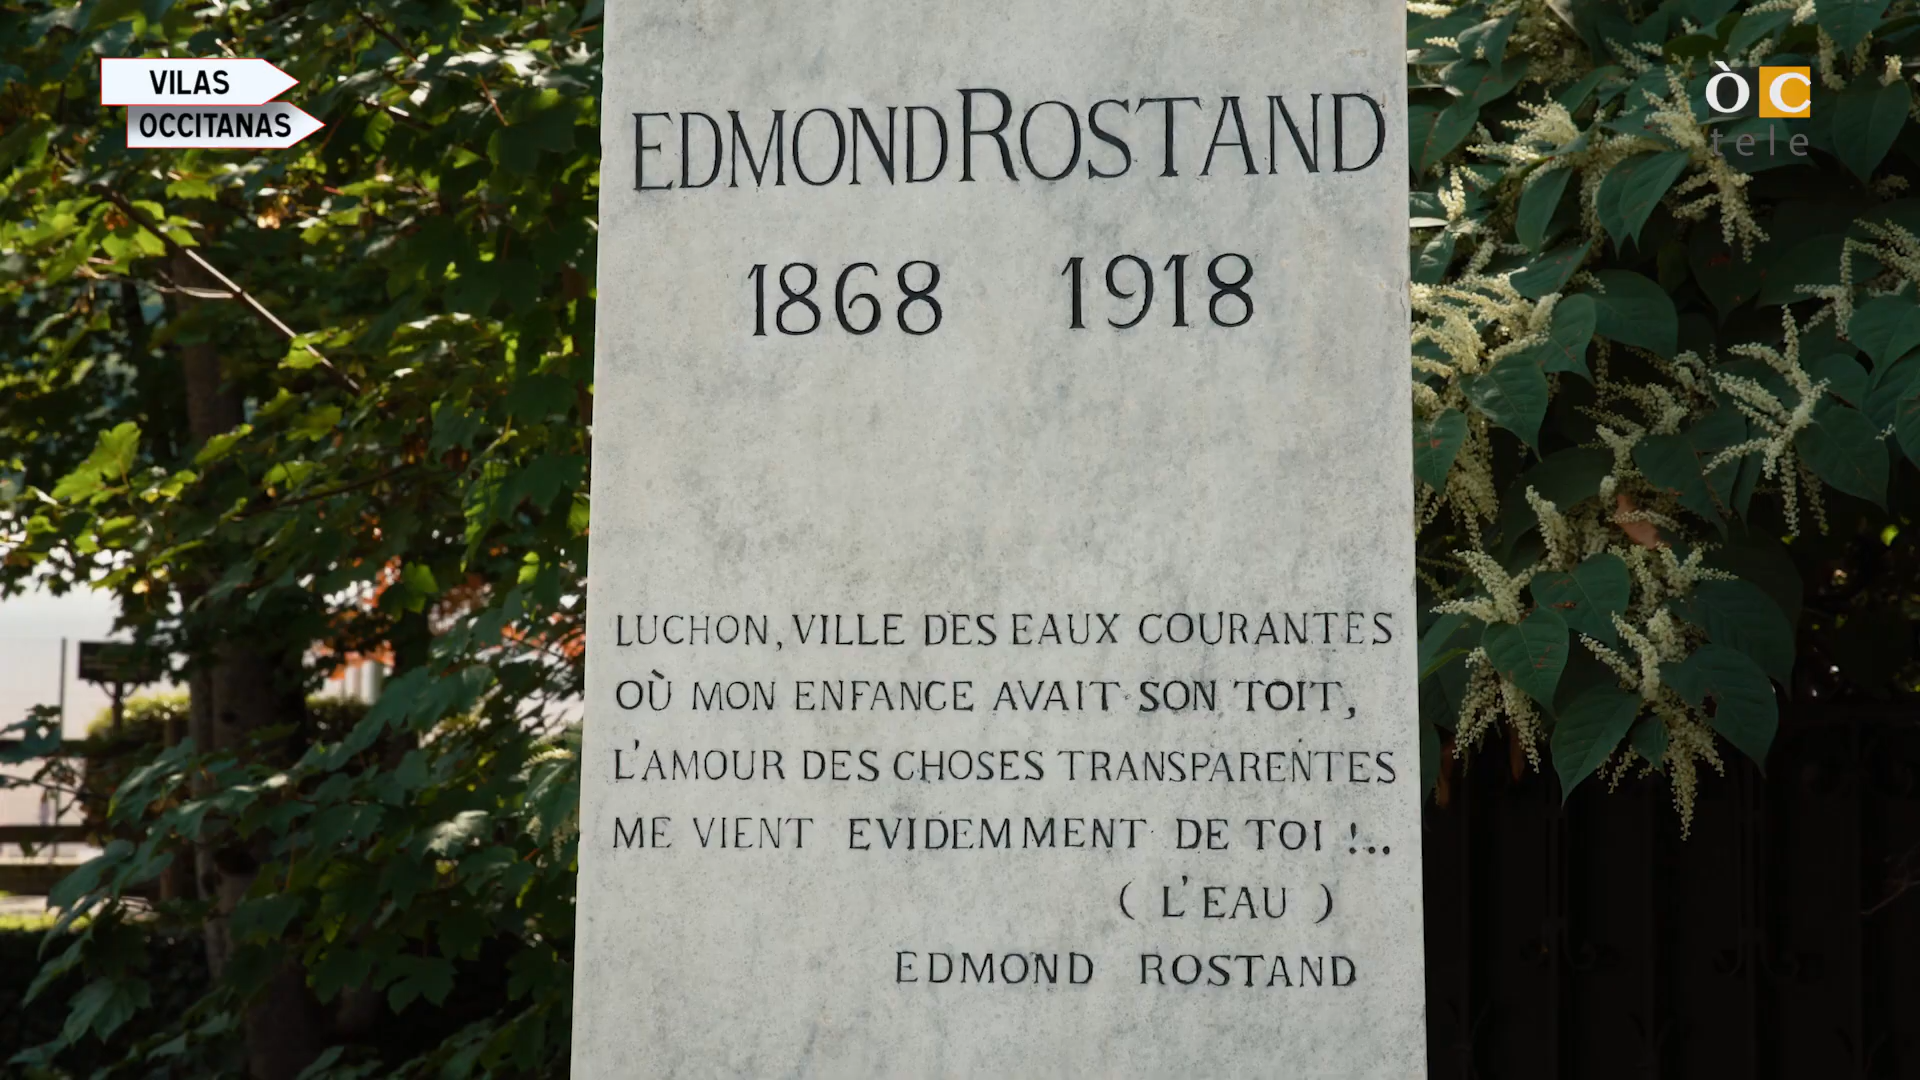 VILAS
OCCITANAS
ÒC
tele
EDMOND ROSTAND
1868 1918
LUCHON, VILLE DES EAUX COURANTES
OÙ MON ENFANCE AVAIT SON TOIT,
L'AMOUR DES CHOSES TRANSPARENTES
ME VIENT EVIDEMMENT DE TOI !..
( L'EAU )
EDMOND ROSTAND